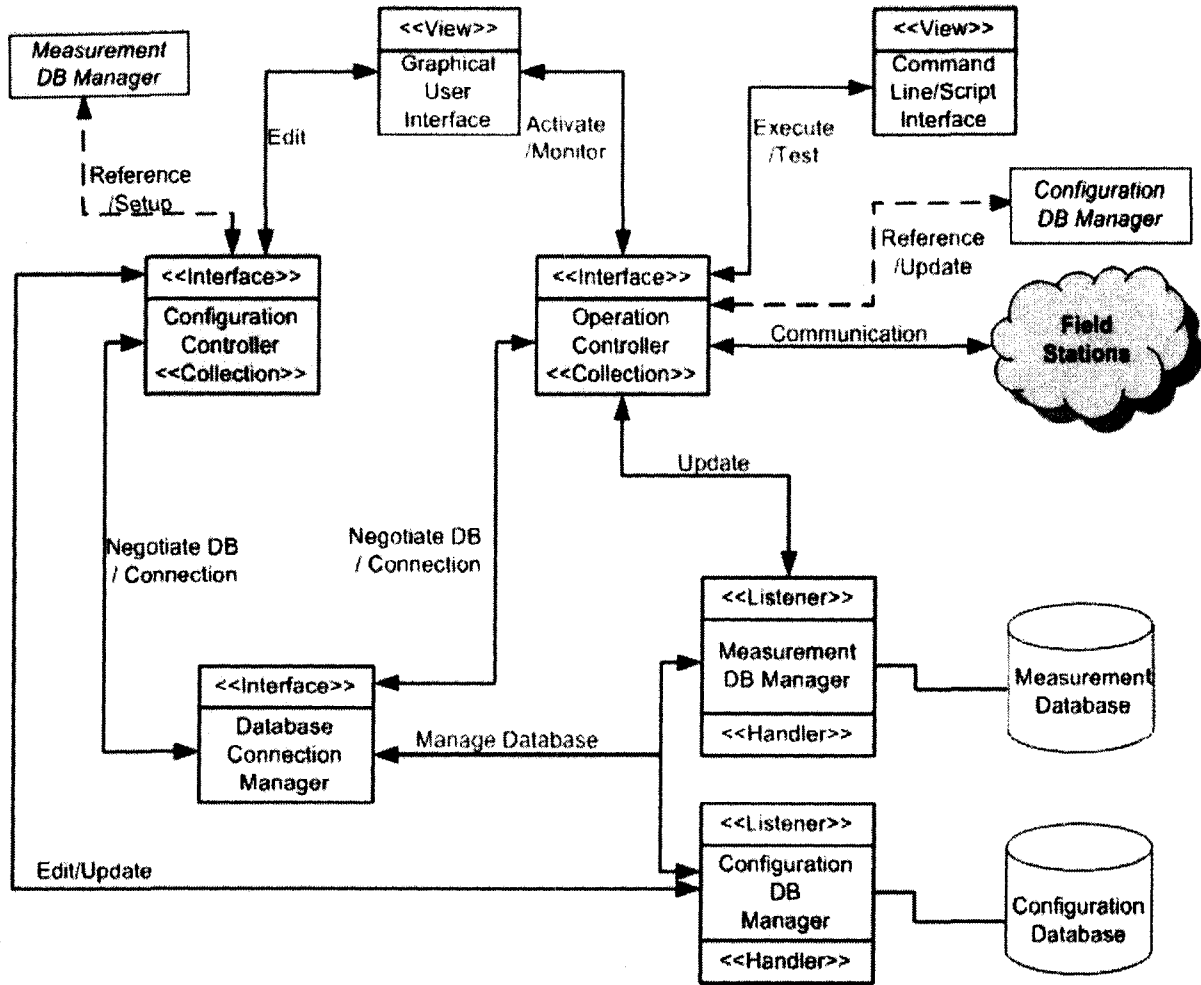 <<View>>
Graphical
User
Interface
<<View>>
Command
Line/Script
Interface
Measurement
DB Manager
Edit
Activate
/Monitor
Execute
/Test
Reference
/Setup
Configuration
DB Manager
Reference
/Update
<<Interface>>
Configuration
Controller
<<Collection>>
<<Interface>>
Operation
Controller
<<Collection>>
Communication
Field
Stations
Update
Negotiate DB
/ Connection
Negotiate DB
/ Connection
<<Listener>>
Measurement
DB Manager
<<Handler>>
Measurement
Database
<<Interface>>
Database
Connection
Manager
Manage Database
<<Listener>>
Configuration
DB
Manager
<<Handler>>
Edit/Update
Configuration
Database